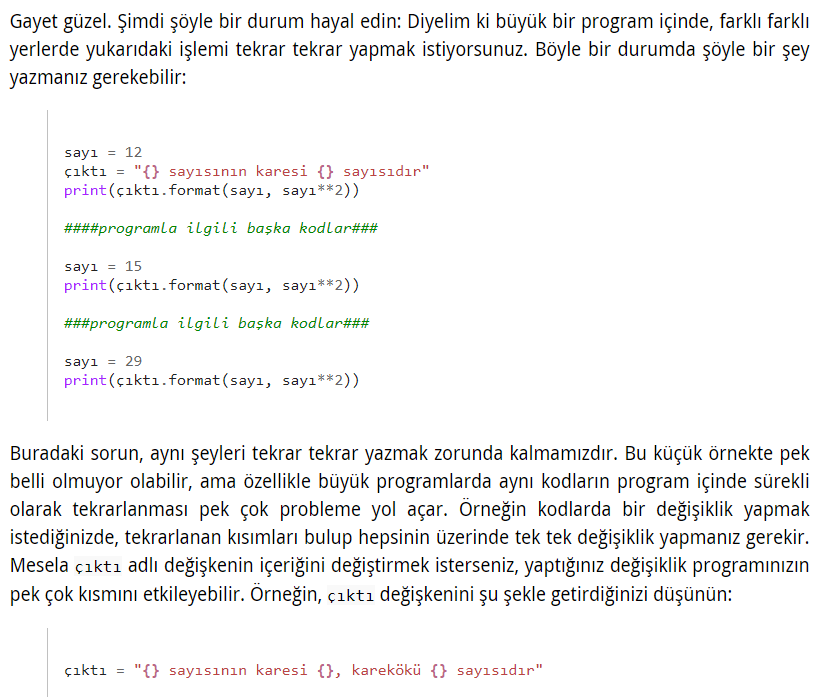 Gayet güzel. Şimdi şöyle bir durum hayal edin: Diyelim ki büyük bir program içinde, farklı farklı
yerlerde yukarıdaki işlemi tekrar tekrar yapmak istiyorsunuz. Böyle bir durumda şöyle bir şey
yazmanız gerekebilir:
sayı = 12
çıktı = "{} sayısının karesi {} sayısıdır"
print(çıktı.format(sayı, sayı**2))
####programla ilgili başka kodlar###
sayı = 15
print(çıktı.format(sayı, sayı**2))
###programla ilgili başka kodlar###
sayı = 29
print(çıktı.format(sayı, sayı**2))
Buradaki sorun, aynı şeyleri tekrar tekrar yazmak zorunda kalmamızdır. Bu küçük örnekte pek
belli olmuyor olabilir, ama özellikle büyük programlarda aynı kodların program içinde sürekli
olarak tekrarlanması pek çok probleme yol açar. Örneğin kodlarda bir değişiklik yapmak
istediğinizde, tekrarlanan kısımları bulup hepsinin üzerinde tek tek değişiklik yapmanız gerekir.
Mesela çıktı adlı değişkenin içeriğini değiştirmek isterseniz, yaptığınız değişiklik programınızın
pek çok kısmını etkileyebilir. Örneğin, çıktı değişkenini şu şekle getirdiğinizi düşünün:
çıktı = "{} sayısının karesi {}, karekökü {} sayısıdır"